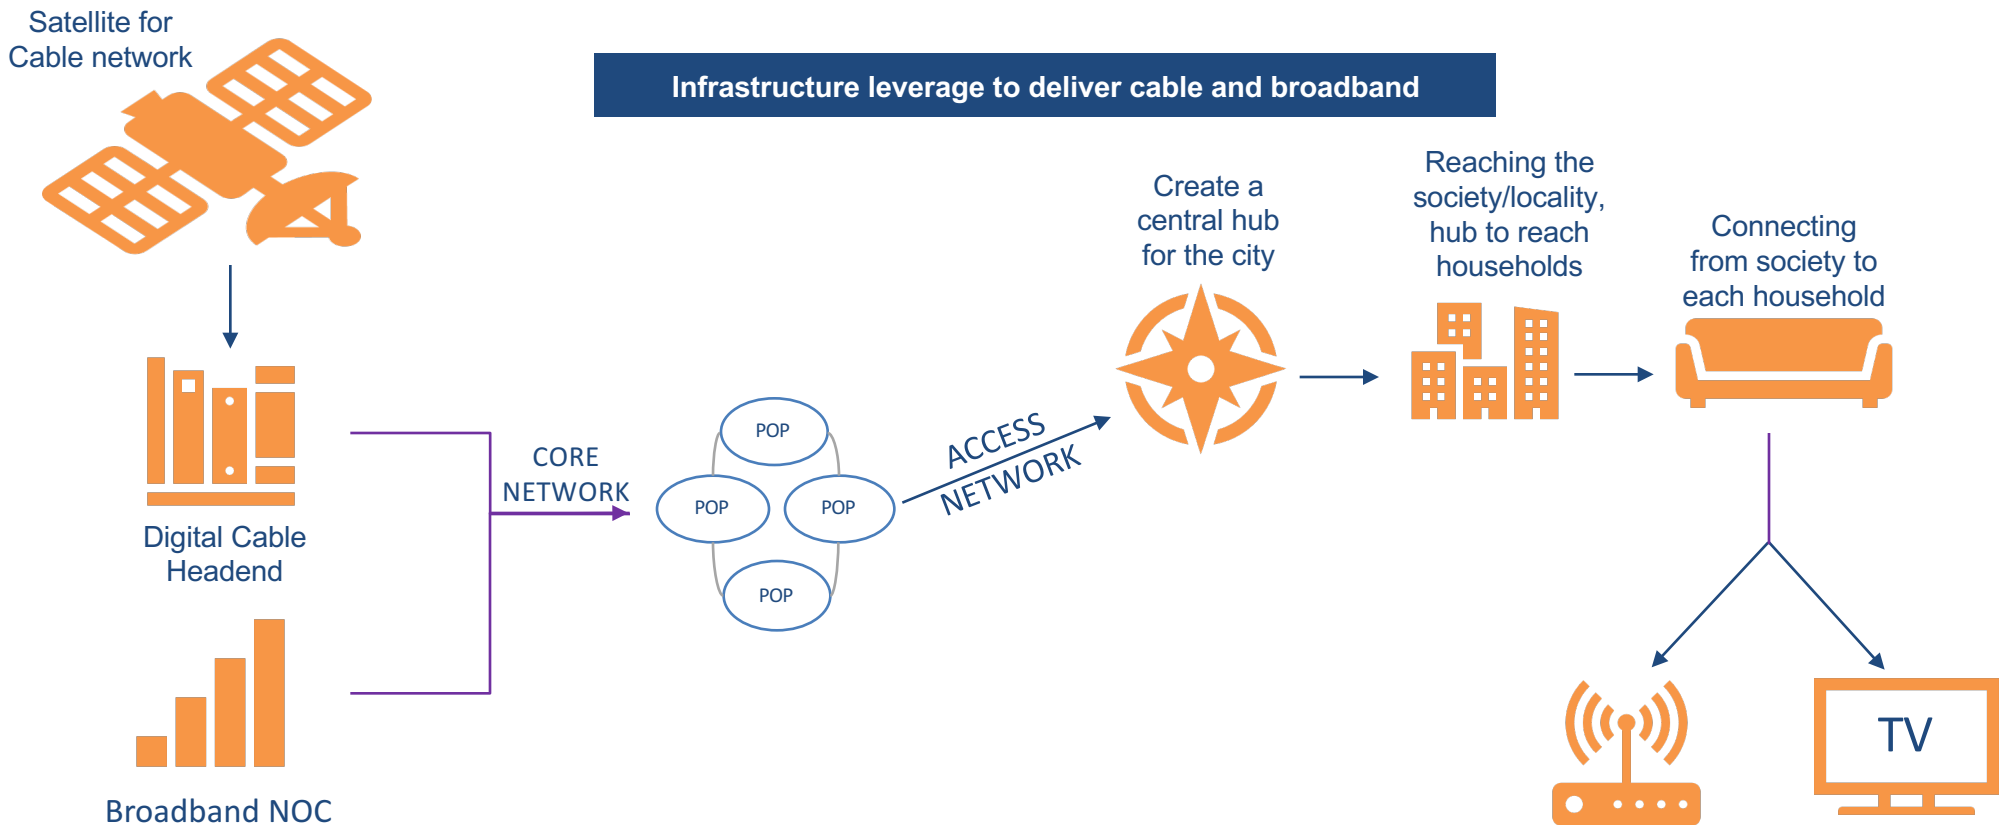 Satellite for
Cable network
Infrastructure leverage to deliver cable and broadband
Digital Cable
Headend
Broadband NOC
CORE
NETWORK
POP
POP
POP
POP
ACCESS
NETWORK
Create a
central hub
for the city
Reaching the
society/locality,
hub to reach
households
Connecting
from society to
each household
TV